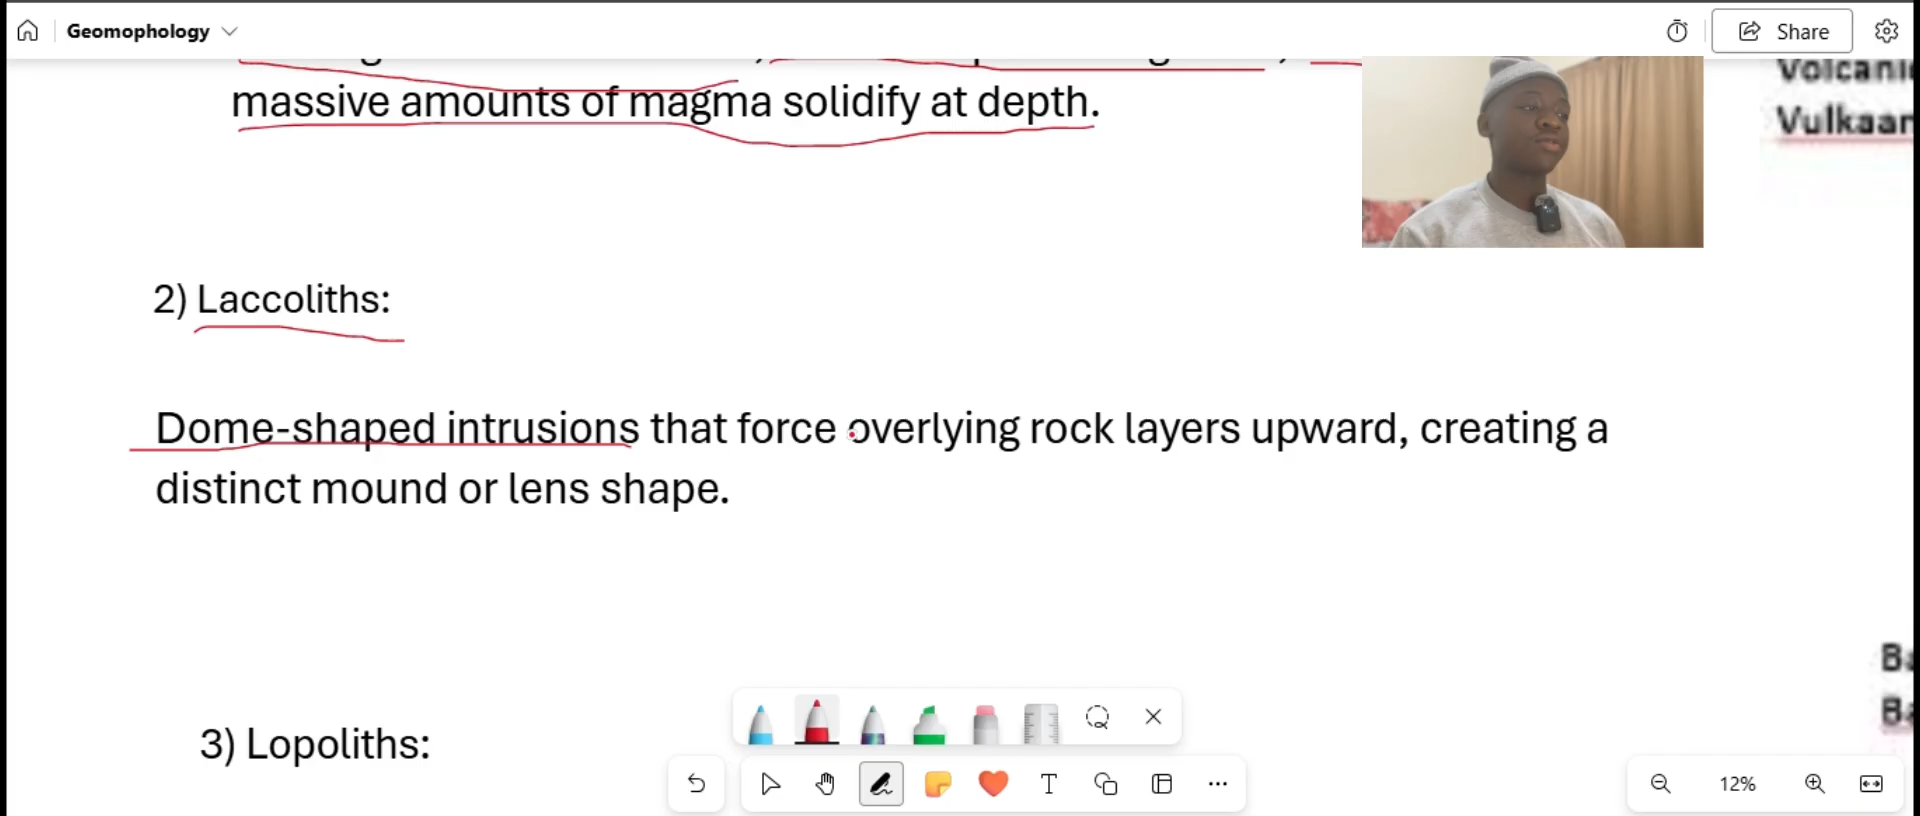 Geomophology
Share
massive amounts of magma solidify at depth.
Vulkaan
2) Laccoliths:
Dome-shaped intrusions that force overlying rock layers upward, creating a
distinct mound or lens shape.
3) Lopoliths:
12%